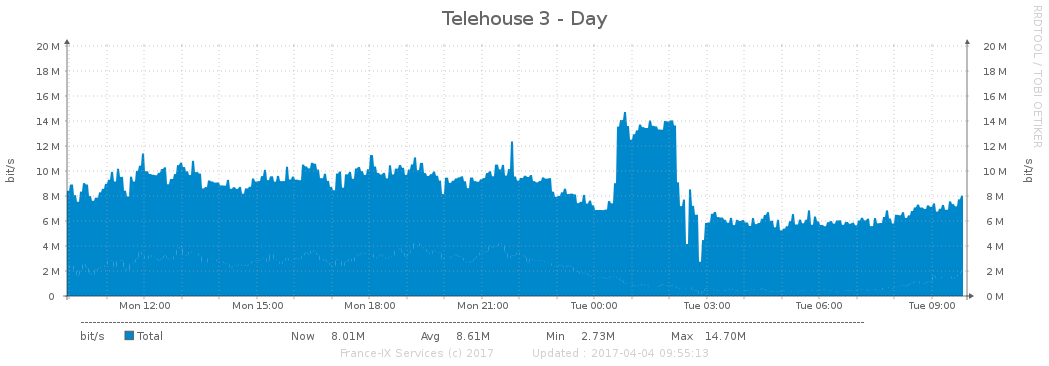 Telehouse 3 - Day
RRDTOOL / TOBI OETIKER
bit/s
bit/s
20 M 20 M
18 M 18 M
16 M 16 M
14 M 14 M
12 M 12 M
10 M 10 M
8 M 8 M
6 M 6 M
4 M 4 M
2 M 2 M
0 0 M
Mon 12:00 Mon 15:00 Mon 18:00 Mon 21:00 Tue 00:00 Tue 03:00 Tue 06:00 Tue 09:00
bit/s Total Now 8.01M Avg 8.61M Min 2.73M Max 14.70M
France-IX Services (c) 2017 Updated : 2017-04-04 09:55:13